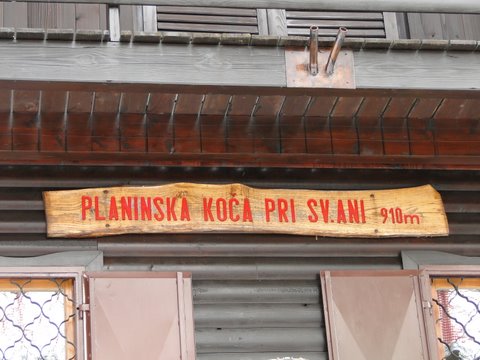 PLANINSKA KOČA PRI SV.ANI 910m